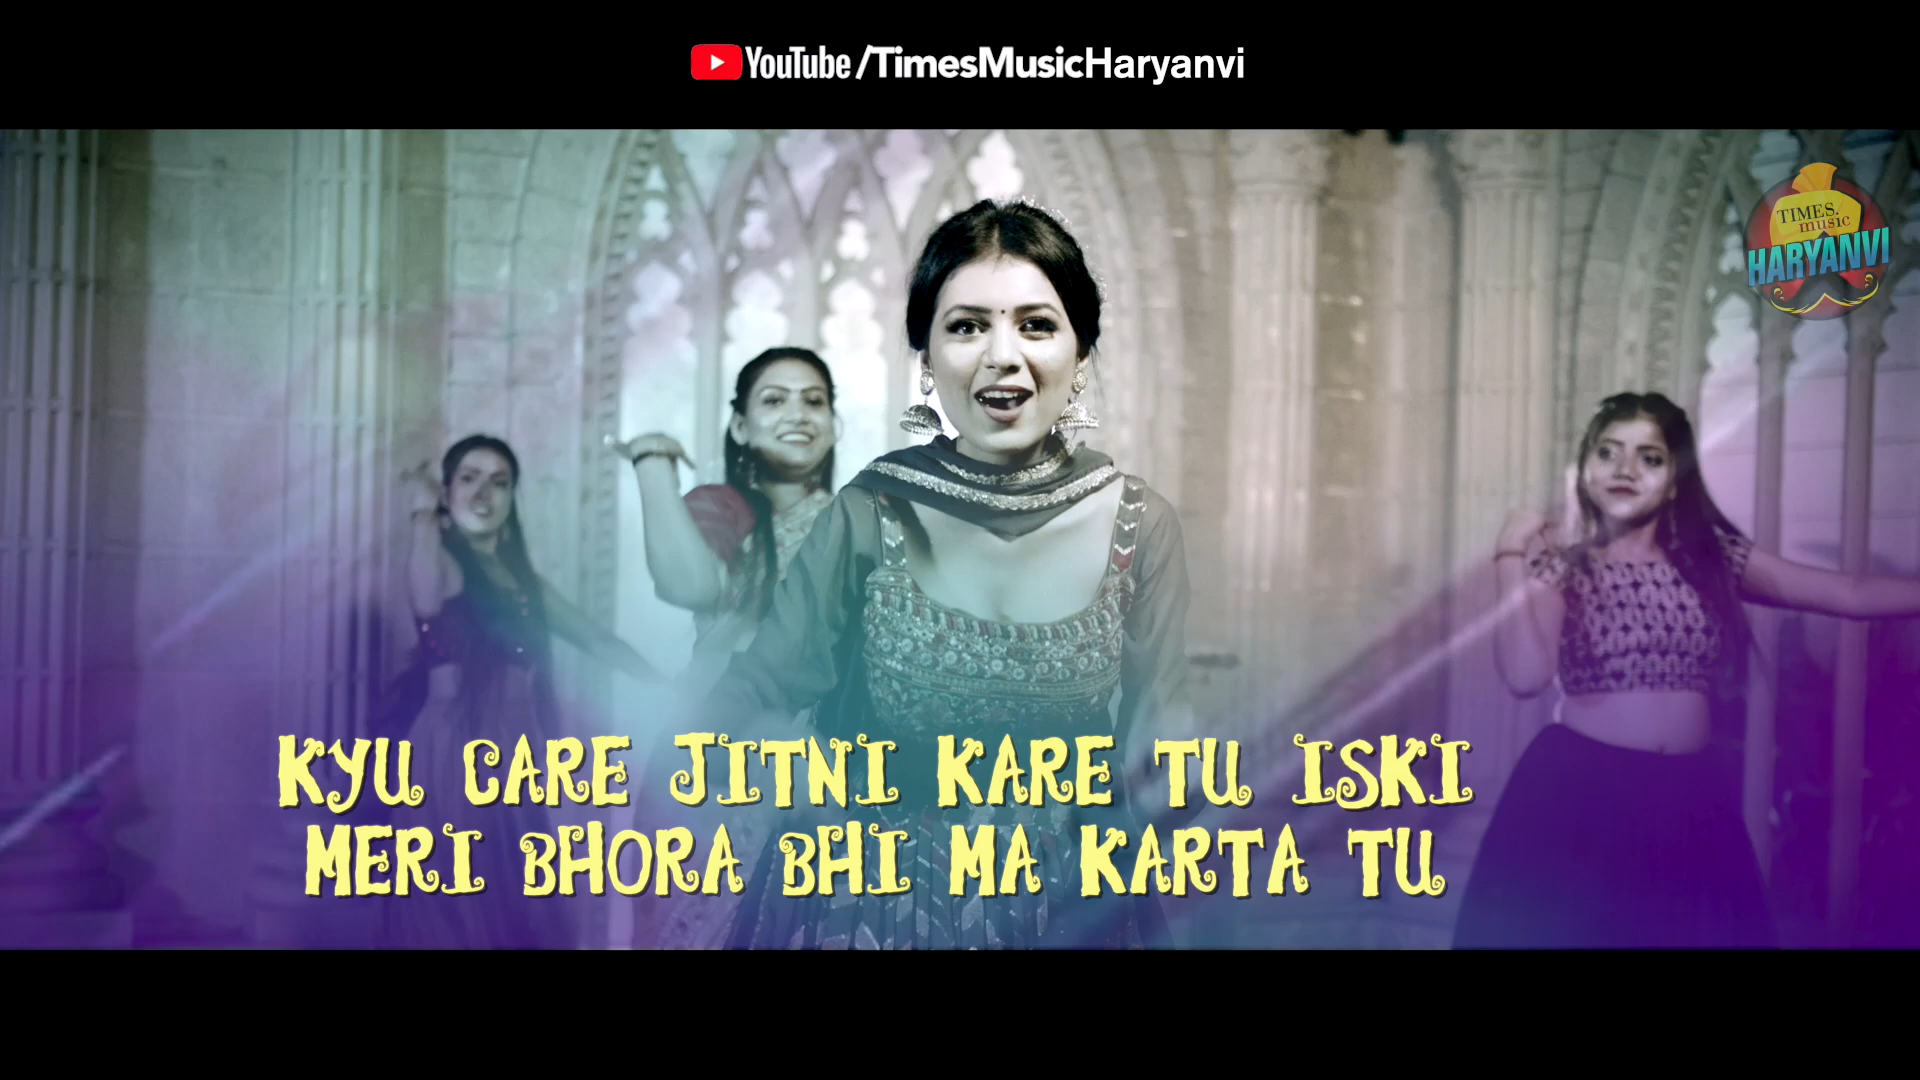 YouTube /TimesMusicHaryanvi
TIMES.
music
HARYANVI
KYU CARE JITNI KARE TU ISKI
MERI BHORA BHI MA KARTA TU